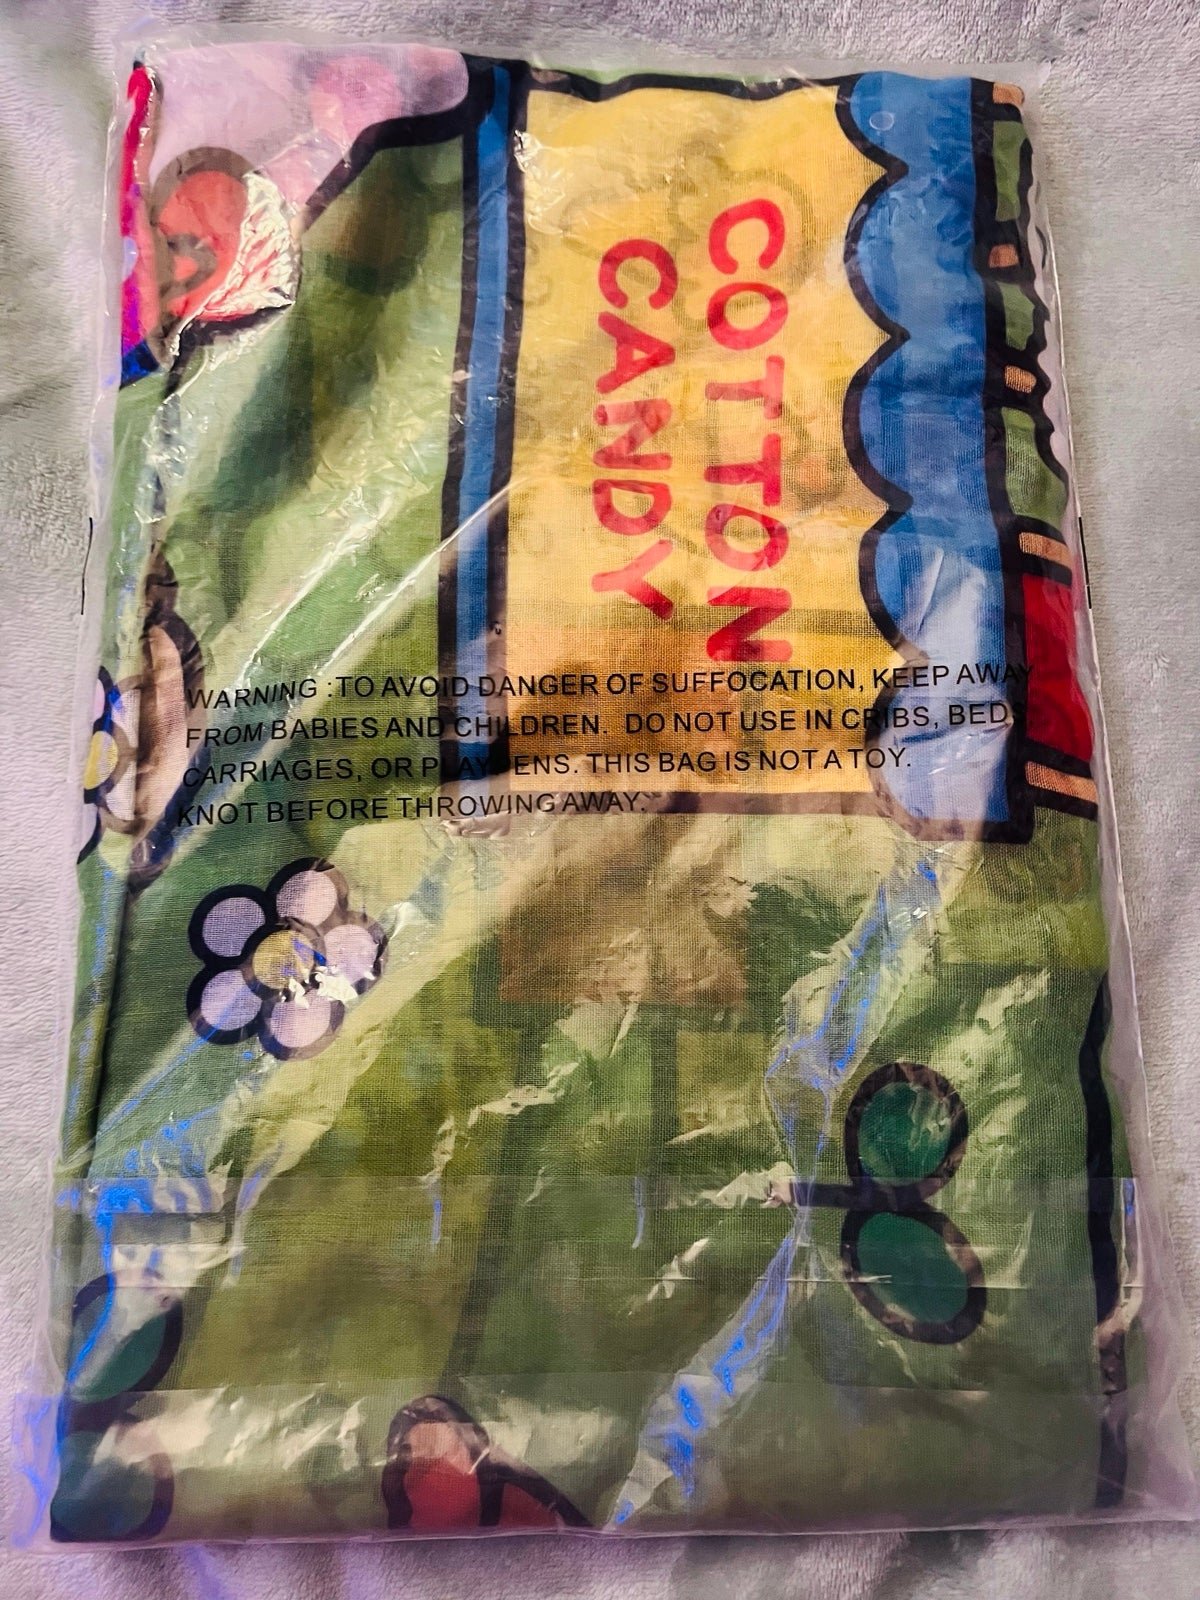 COTTON
CANDY
WARNING :TO AVOID DANGER OF SUFFOCATION, KEEP AWAY
FROM BABIES AND CHILDREN. DO NOT USE IN CRIBS, BEDS,
CARRIAGES, OR PLAYPENS. THIS BAG IS NOT A TOY.
KNOT BEFORE THROWING AWAY.